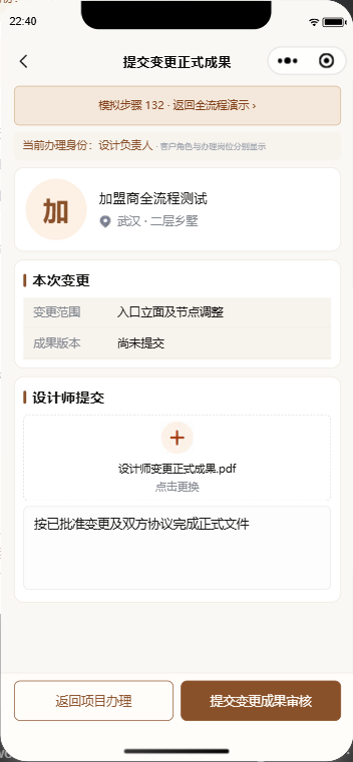 22:40
提交变更正式成果
模拟步骤 132 · 返回全流程演示 ›
当前办理身份：设计负责人 · 客户角色与办理岗位分别显示
加
加盟商全流程测试
武汉 · 二层乡墅
本次变更
变更范围 入口立面及节点调整
成果版本 尚未提交
设计师提交
设计师变更正式成果.pdf
点击更换
按已批准变更及双方协议完成正式文件
返回项目办理 提交变更成果审核